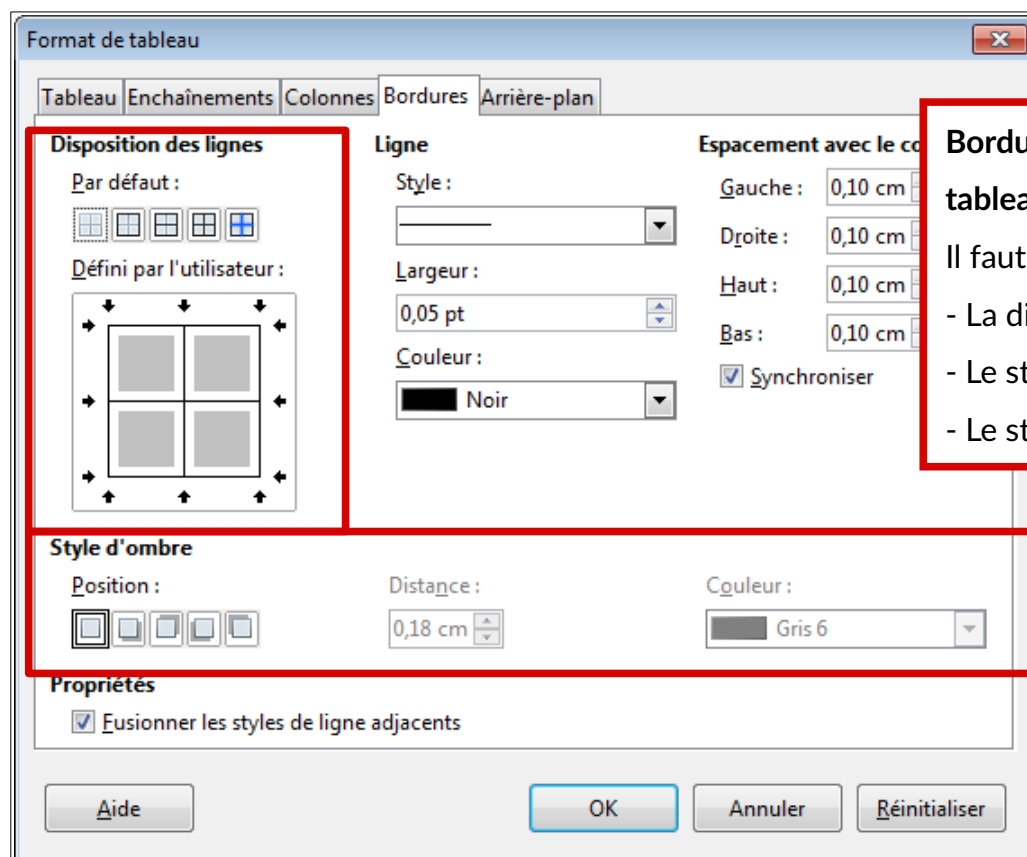 Format de tableau
Tableau Enchaînements Colonnes Bordures Arrière-plan
Disposition des lignes
Par défaut :
Défini par l'utilisateur :
Ligne
Style :
Largeur :
0,05 pt
Couleur :
Noir
Espacement avec le
Gauche : 0,10 cm
Droite : 0,10 cm
Haut : 0,10 cm
Bas : 0,10 cm
Synchroniser
Il faut
- La
- Le
- Le
Style d'ombre
Position :
Distance :
0,18 cm
Couleur :
Gris 6
Propriétés
Fusionner les styles de ligne adjacents
Aide OK Annuler Réinitialiser